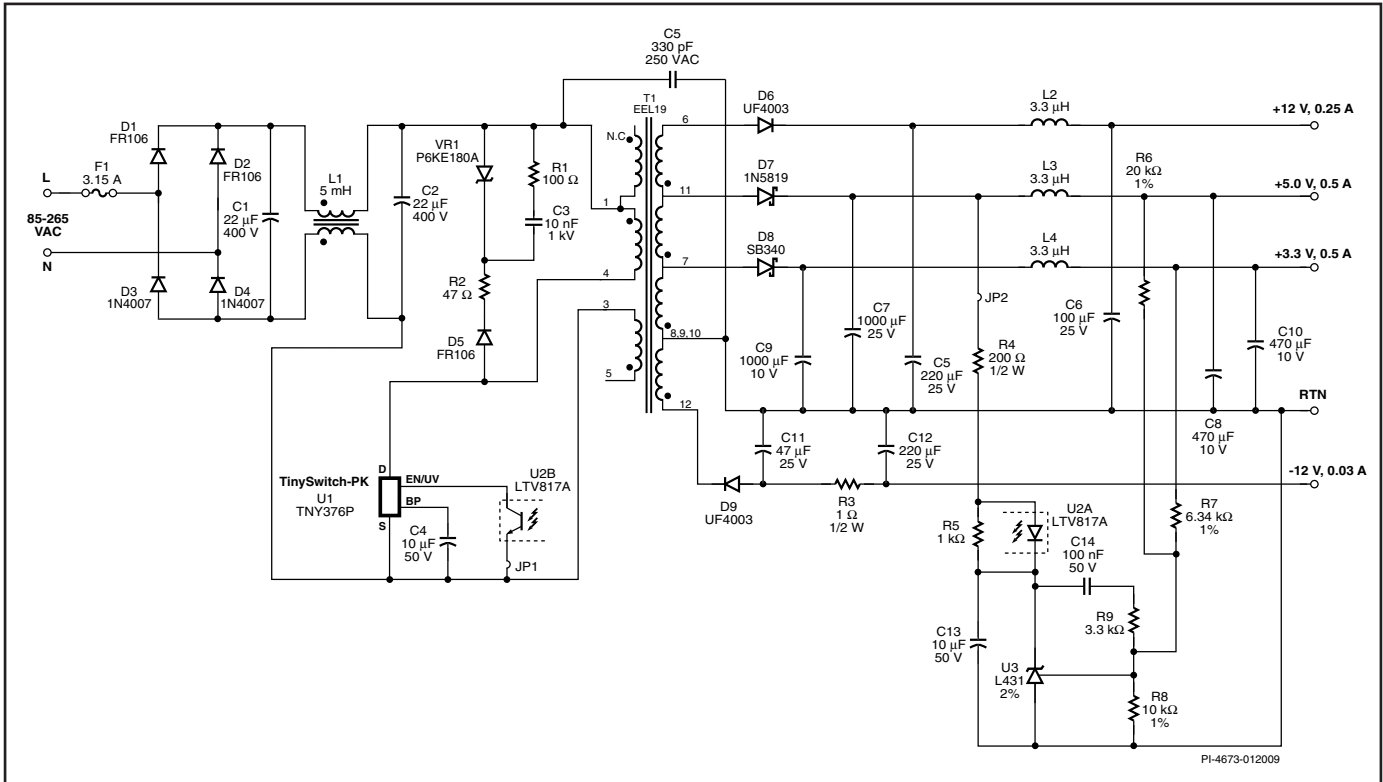 C5
330 pF
250 VAC
D1
FR106
F1
3.15 A
L
85-265
VAC
N
D2
FR106
C1
22 µF
400 V
D3
1N4007
D4
1N4007
L1
5 mH
C2
22 µF
400 V
VR1
P6KE180A
R1
100 Ω
C3
10 nF
1 kV
R2
47 Ω
D5
FR106
T1
EEL19
N.C
1
4
3
5
6
11
7
8,9,10
12
D6
UF4003
D7
1N5819
D8
SB340
L2
3.3 µH
L3
3.3 µH
L4
3.3 µH
+12 V, 0.25 A
R6
20 kΩ
1%
+5.0 V, 0.5 A
+3.3 V, 0.5 A
JP2
C7
1000 µF
25 V
C9
1000 µF
10 V
C5
220 µF
25 V
R4
200 Ω
1/2 W
C6
100 µF
25 V
C10
470 µF
10 V
C8
470 µF
10 V
RTN
C11
47 µF
25 V
C12
220 µF
25 V
-12 V, 0.03 A
D9
UF4003
R3
1 Ω
1/2 W
TinySwitch-PK
U1
TNY376P
D
EN/UV
BP
S
C4
10 µF
50 V
U2B
LTV817A
JP1
R5
1 kΩ
U2A
LTV817A
C14
100 nF
50 V
R7
6.34 kΩ
1%
R9
3.3 kΩ
C13
10 µF
50 V
U3
L431
2%
R8
10 kΩ
1%
PI-4673-012009